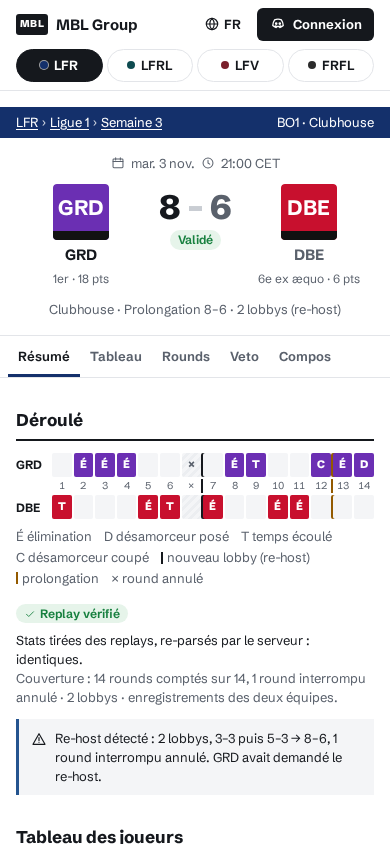 MBL MBL Group FR Connexion
LFR LFRL LFV FRFL
LFR › Ligue 1 › Semaine 3 BO1 · Clubhouse
mar. 3 nov. 21:00 CET
GRD 8 – 6 DBE
Validé
GRD DBE
1er · 18 pts 6e ex æquo · 6 pts
Clubhouse · Prolongation 8–6 · 2 lobbys (re-host)
Résumé Tableau Rounds Veto Compos
Déroulé
GRD É É É × É T C É D
1 2 3 4 5 6 × 7 8 9 10 11 12 13 14
DBE T É T É É É
É élimination D désamorceur posé T temps écoulé
C désamorceur coupé nouveau lobby (re-host)
prolongation × round annulé
Replay vérifié
Stats tirées des replays, re-parsés par le serveur :
identiques.
Couverture : 14 rounds comptés sur 14, 1 round interrompu
annulé · 2 lobbys · enregistrements des deux équipes.
Re-host détecté : 2 lobbys, 3–3 puis 5–3 → 8–6, 1
round interrompu annulé. GRD avait demandé le
re-host.
Tableau des joueurs